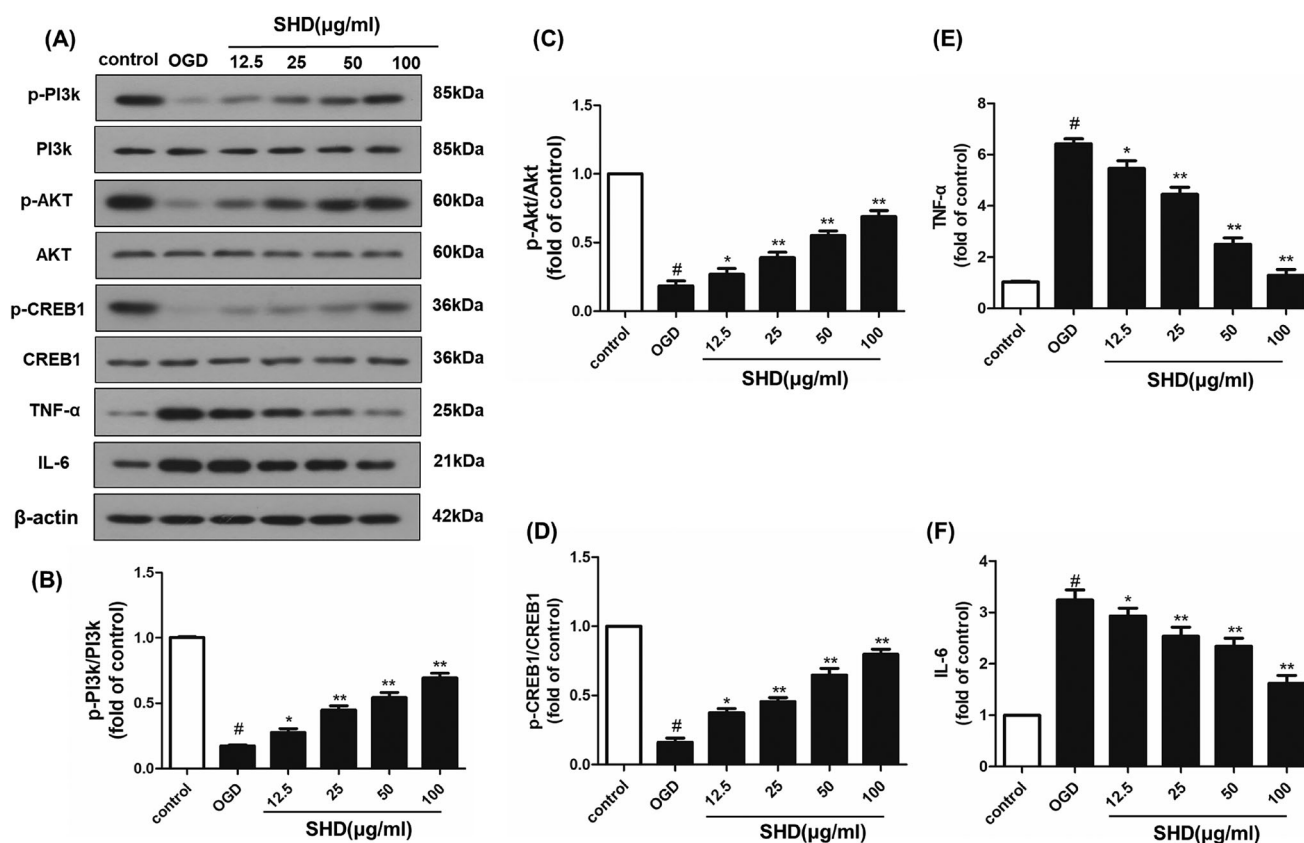 (A)
SHD(µg/ml)
control OGD 12.5 25 50 100
p-PI3k 85kDa
PI3k 85kDa
p-AKT 60kDa
AKT 60kDa
p-CREB1 36kDa
CREB1 36kDa
TNF-α 25kDa
IL-6 21kDa
β-actin 42kDa
(B)
p-PI3k/PI3k
(fold of control)
1.5
1.0
0.5
0.0
# * ** ** **
control OGD 12.5 25 50 100
SHD(µg/ml)
(C)
p-Akt/Akt
(fold of control)
1.5
1.0
0.5
0.0
# * ** ** **
control OGD 12.5 25 50 100
SHD(µg/ml)
(D)
p-CREB1/CREB1
(fold of control)
1.5
1.0
0.5
0.0
# * ** ** **
control OGD 12.5 25 50 100
SHD(µg/ml)
(E)
TNF-α
(fold of control)
8
6
4
2
0
# * ** ** **
control OGD 12.5 25 50 100
SHD(µg/ml)
(F)
IL-6
(fold of control)
4
3
2
1
0
# * ** ** **
control OGD 12.5 25 50 100
SHD(µg/ml)